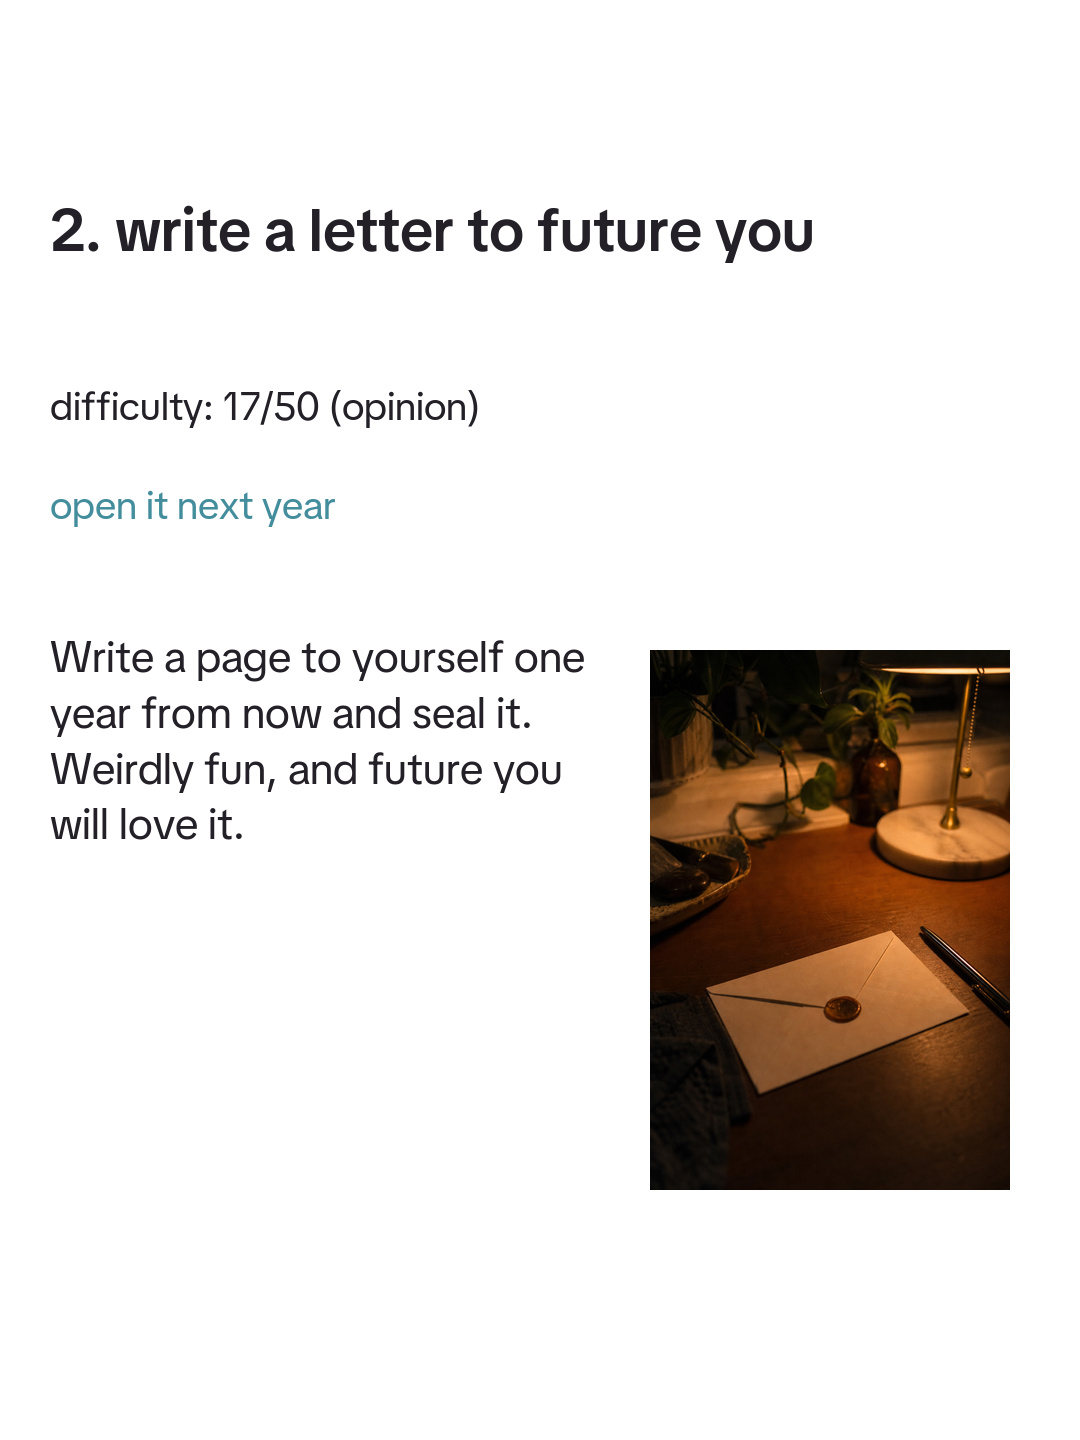 2. write a letter to future you
difficulty: 17/50 (opinion)
open it next year
Write a page to yourself one
year from now and seal it.
Weirdly fun, and future you
will love it.